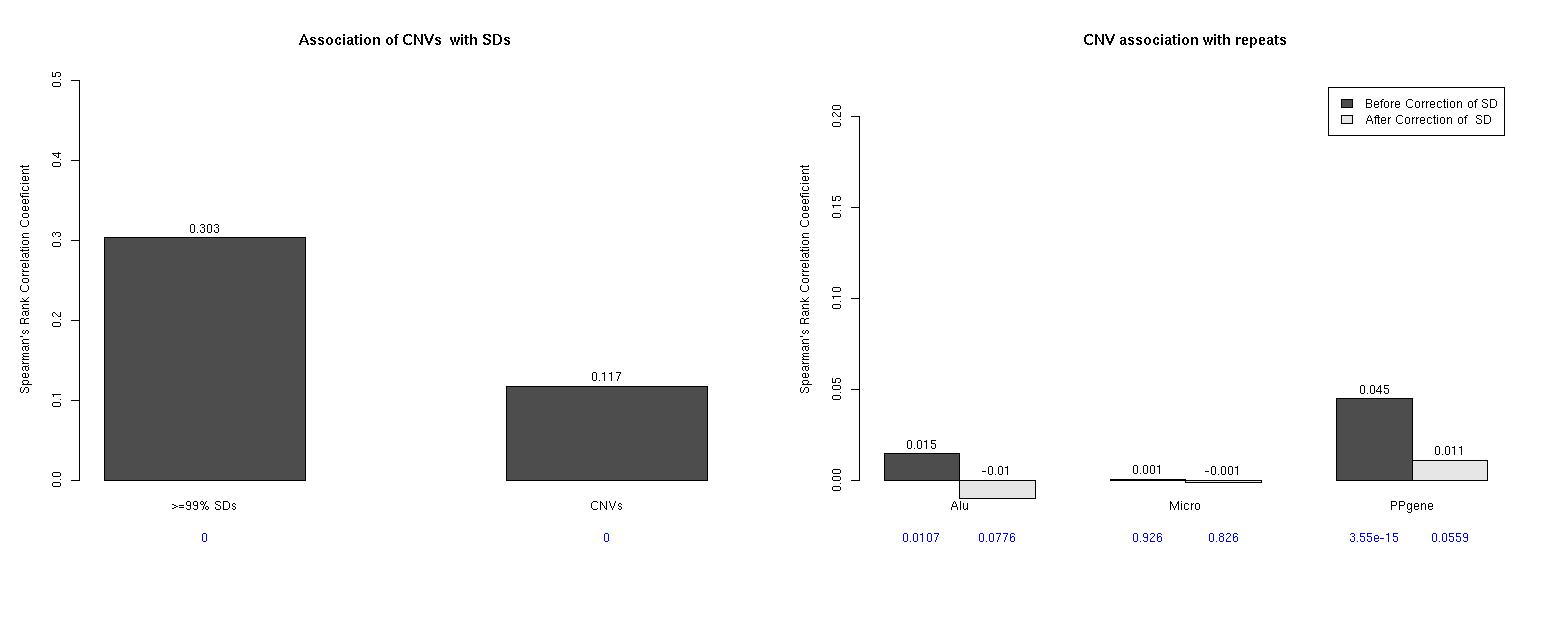 Association of CNVs  with SDs
Spearman's Rank Correlation Coeeficient
0.5
0.4
0.3
0.2
0.1
0.0
0.303
0.117
>=99% SDs
CNVs
0
0
CNV association with repeats
Before Correction of SD
After Correction of  SD
Spearman's Rank Correlation Coeeficient
0.20
0.15
0.10
0.05
0.00
0.015
-0.01
0.001
-0.001
0.045
0.011
Alu
Micro
PPgene
0.0107
0.0776
0.926
0.826
3.55e-15
0.0559